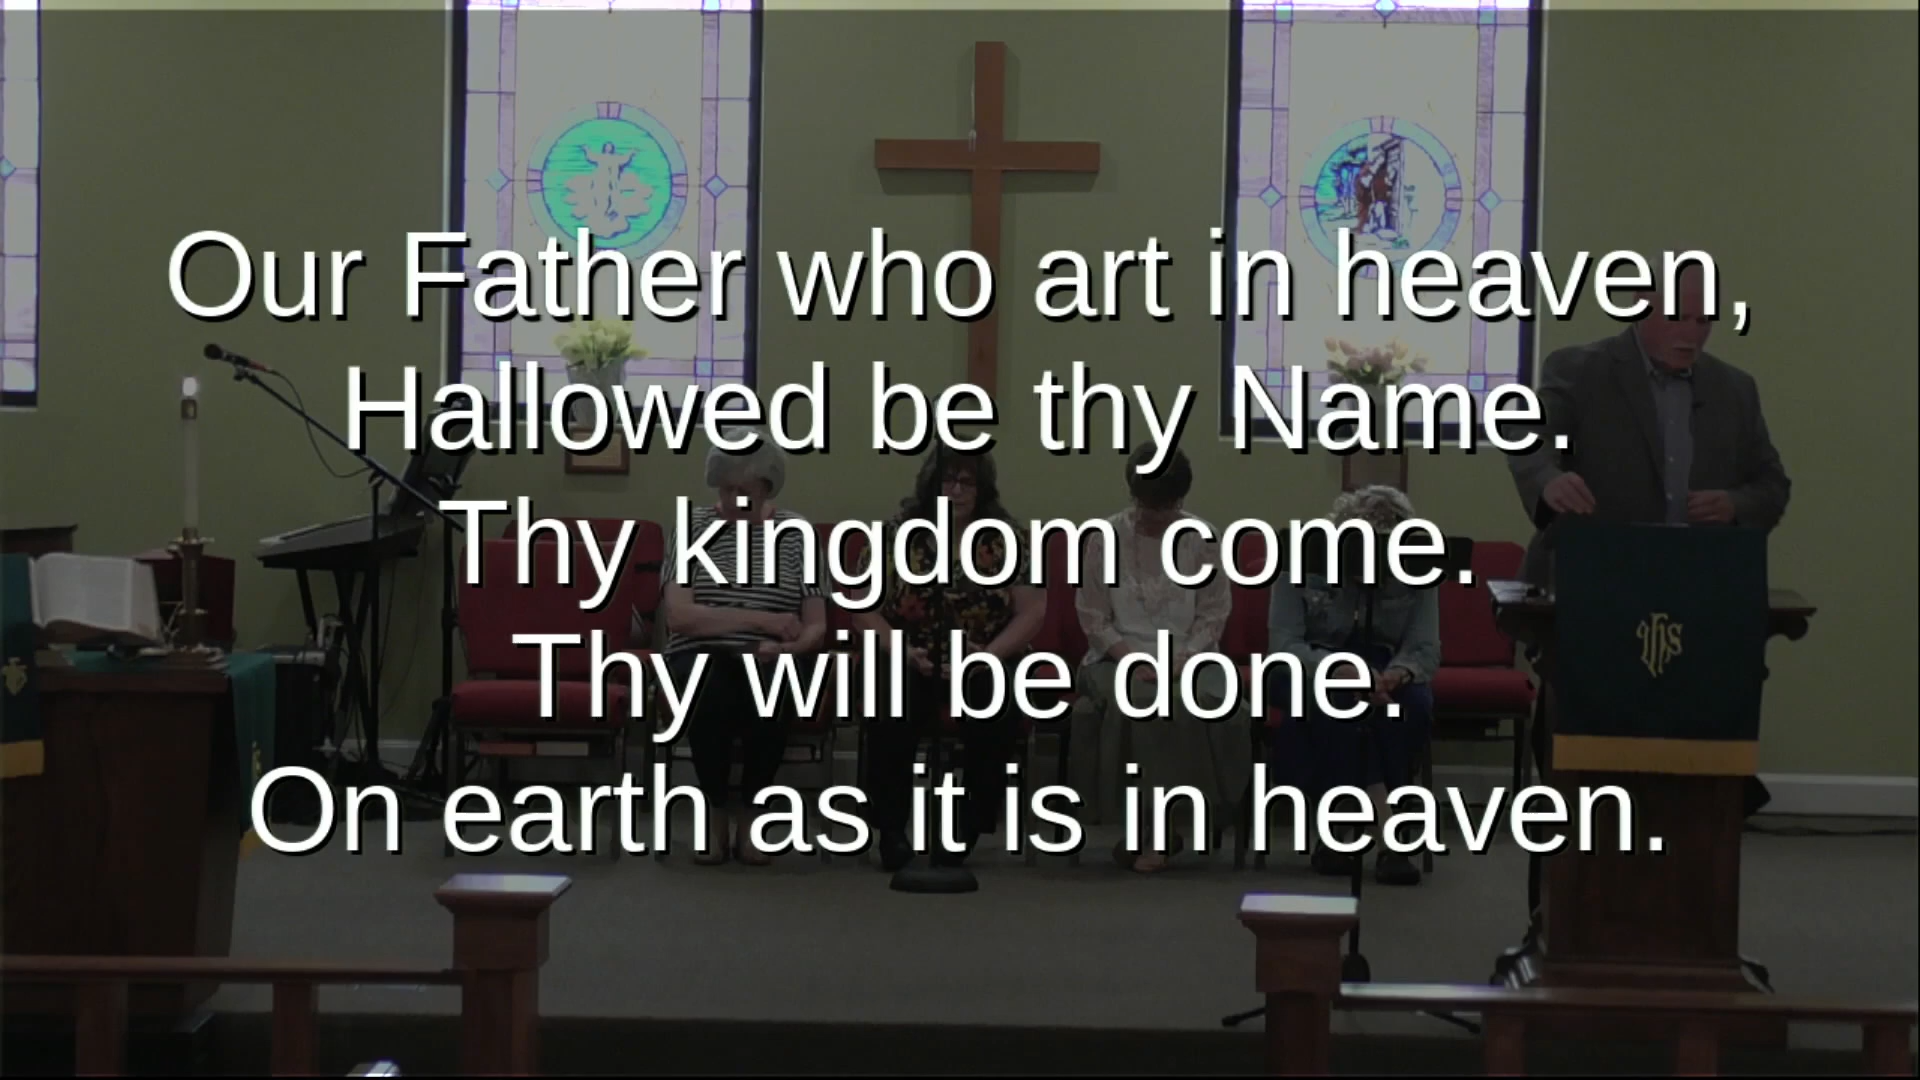 Our Father who art in heaven,
Hallowed be thy Name.
Thy kingdom come.
Thy will be done.
On earth as it is in heaven.
IHS